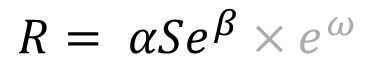 R = αSe^β × e^ω